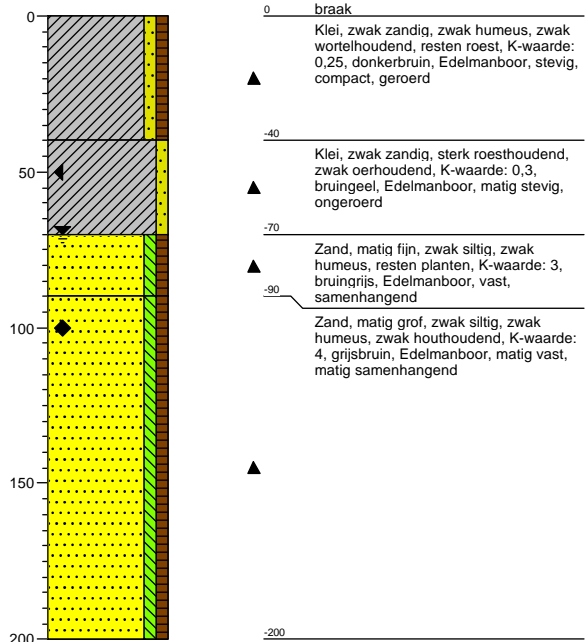 0
50
100
150
200
0
braak
Klei, zwak zandig, zwak humeus, zwak
wortelhoudend, resten roest, K-waarde:
0,25, donkerbruin, Edelmanboor, stevig,
compact, geroerd
-40
Klei, zwak zandig, sterk roesthoudend,
zwak oerhoudend, K-waarde: 0,3,
bruingeel, Edelmanboor, matig stevig,
ongeroerd
-70
Zand, matig fijn, zwak siltig, zwak
humeus, resten planten, K-waarde: 3,
bruingrijs, Edelmanboor, vast,
samenhangend
-90
Zand, matig grof, zwak siltig, zwak
humeus, zwak houthoudend, K-waarde:
4, grijsbruin, Edelmanboor, matig vast,
matig samenhangend
-200